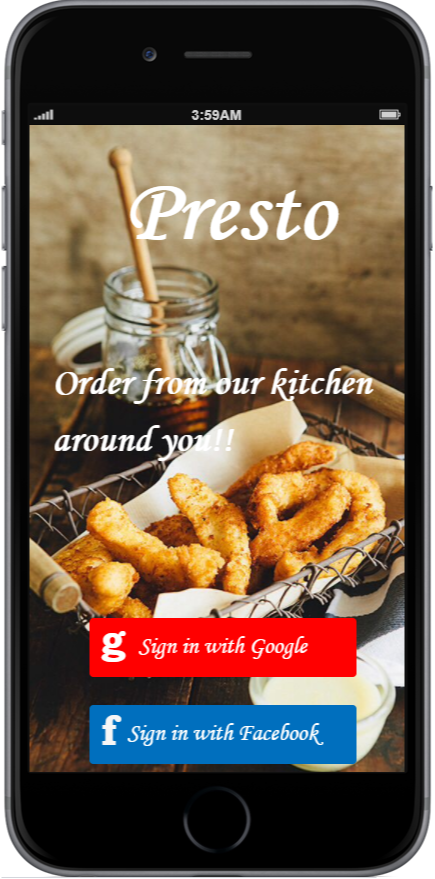 3:59AM
Presto
Order from our kitchen
around you!!
g Sign in with Google
f Sign in with Facebook